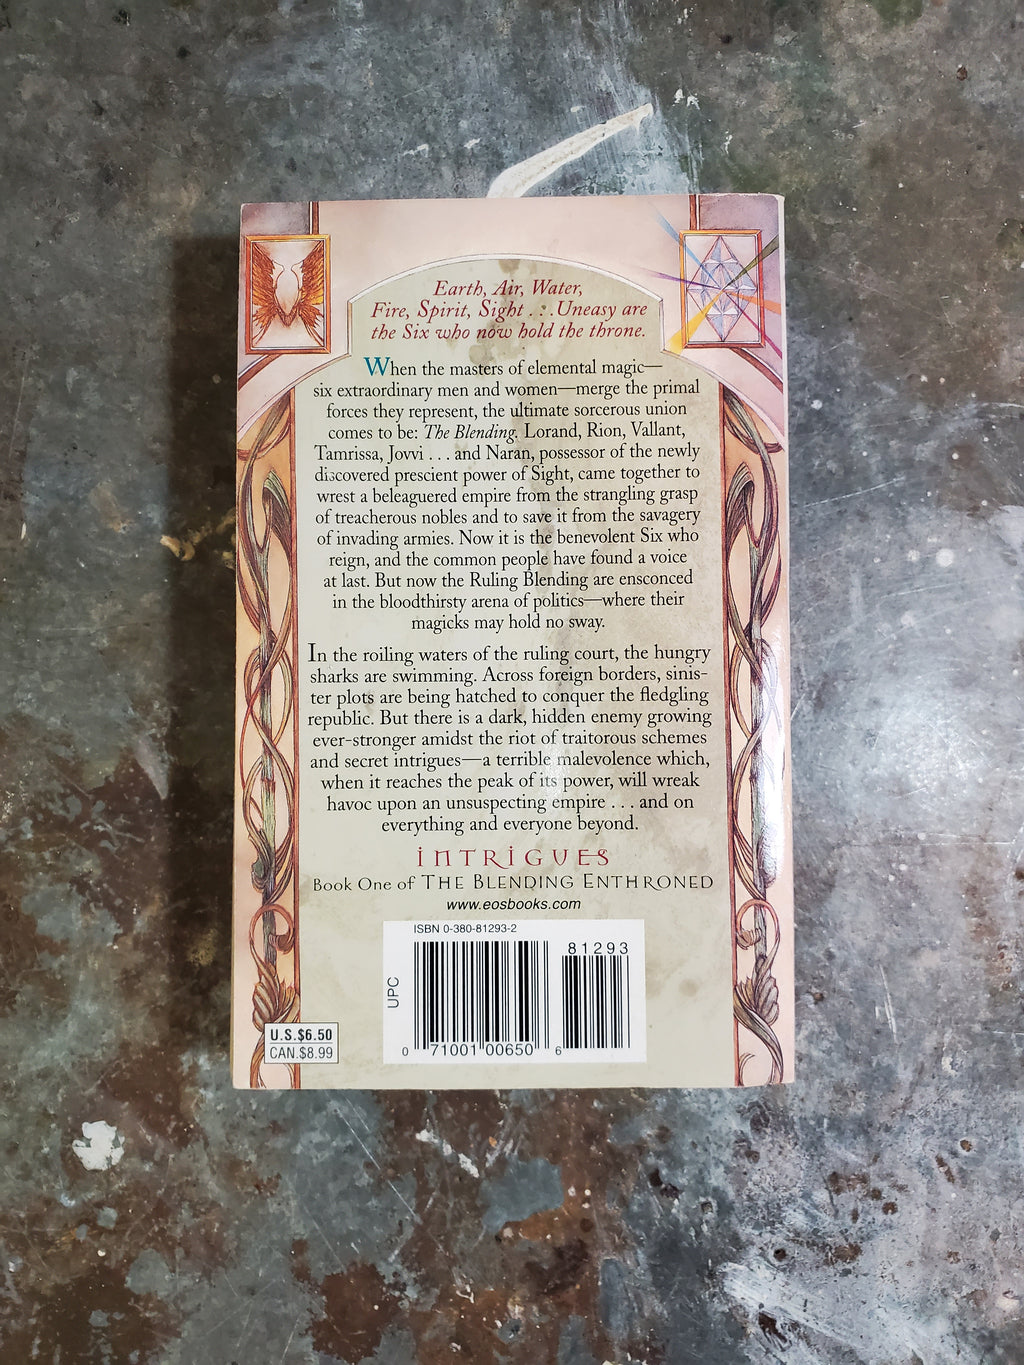 Earth, Air, Water,
Fire, Spirit, Sight . . . Uneasy are
the Six who now hold the throne.
When the masters of elemental magic—
six extraordinary men and women—merge the primal
forces they represent, the ultimate sorcerous union
comes to be: The Blending. Lorand, Rion, Vallant,
Tamrissa, Jovvi . . . and Naran, possessor of the newly
discovered prescient power of Sight, came together to
wrest a beleaguered empire from the strangling grasp
of treacherous nobles and to save it from the savagery
of invading armies. Now it is the benevolent Six who
reign, and the common people have found a voice
at last. But now the Ruling Blending are ensconced
in the bloodthirsty arena of politics—where their
magicks may hold no sway.
In the roiling waters of the ruling court, the hungry
sharks are swimming. Across foreign borders, sinis-
ter plots are being hatched to conquer the fledgling
republic. But there is a dark, hidden enemy growing
ever-stronger amidst the riot of traitorous schemes
and secret intrigues—a terrible malevolence which,
when it reaches the peak of its power, will wreak
havoc upon an unsuspecting empire . . . and on
everything and everyone beyond.
INTRIGUES
Book One of THE BLENDING ENTHRONED
www.eosbooks.com
ISBN 0-380-81293-2
81293
UPC
0 71001 00650 6
U.S.$6.50
CAN.$8.99